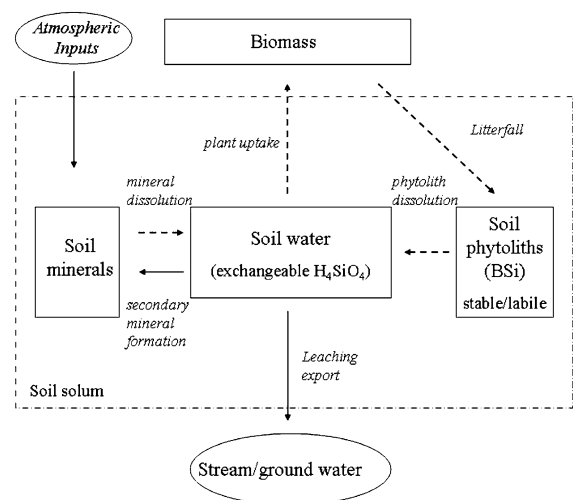 Atmospheric
Inputs
Biomass
plant uptake
Litterfall
mineral
dissolution
phytolith
dissolution
Soil
minerals
Soil water
(exchangeable H₄SiO₄)
Soil
phytoliths
(BSi)
stable/labile
secondary
mineral
formation
Leaching
export
Soil solum
Stream/ground water